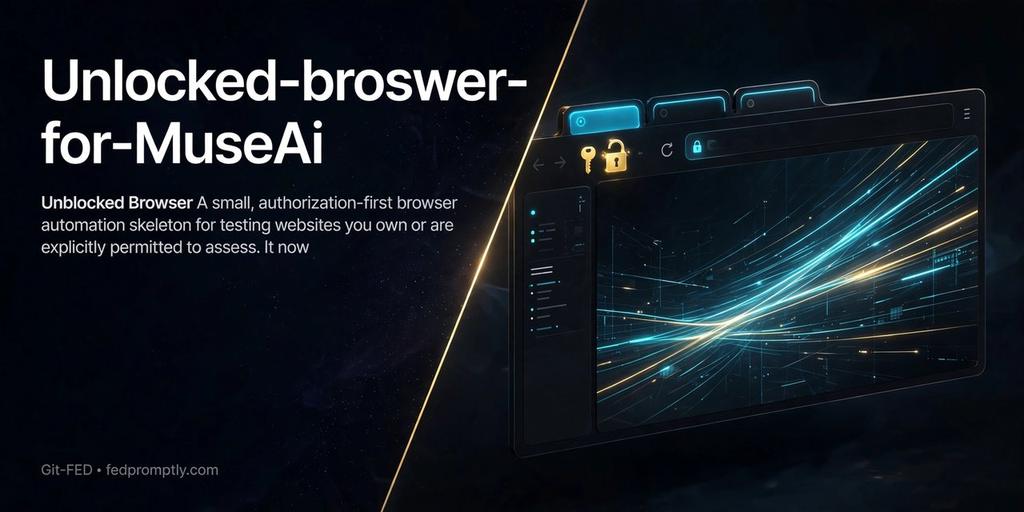 Unlocked-broswer-
for-MuseAi
Unblocked Browser A small, authorization-first browser
automation skeleton for testing websites you own or are
explicitly permitted to assess. It now
Git-FED • fedpromptly.com